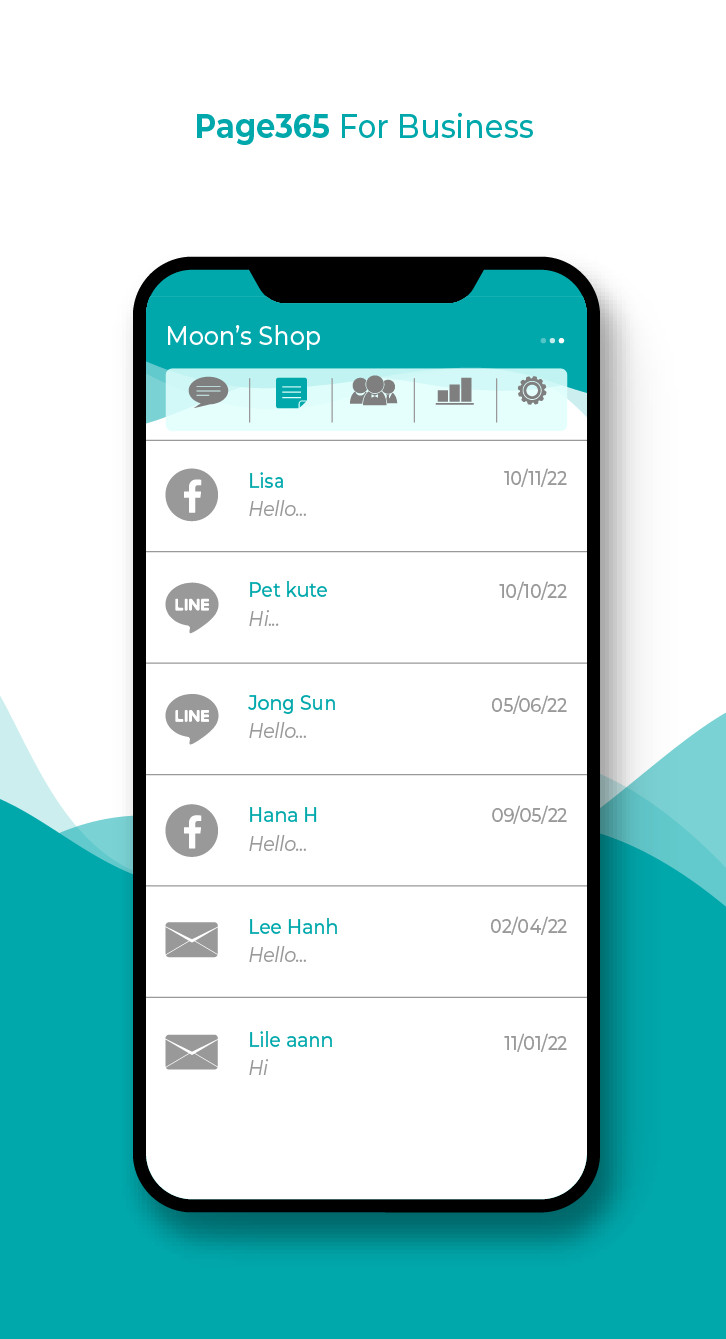 Page365 For Business
Moon's Shop
Lisa 10/11/22
Hello...
LINE
Pet kute 10/10/22
Hi...
LINE
Jong Sun 05/06/22
Hello...
Hana H 09/05/22
Hello...
Lee Hanh 02/04/22
Hello...
Lile aann 11/01/22
Hi